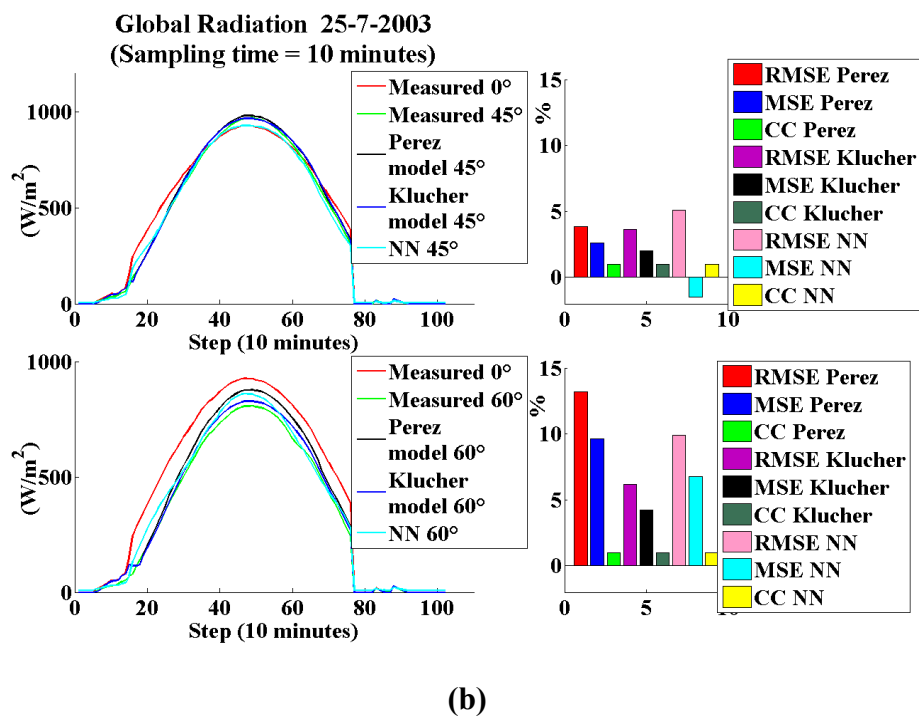 Global Radiation 25-7-2003
(Sampling time = 10 minutes)
1000
500
0
(W/m²)
0 20 40 60 80 100
Step (10 minutes)
Measured 0°
Measured 45°
Perez
model 45°
Klucher
model 45°
NN 45°
15
10
5
0
%
0 5 10
RMSE Perez
MSE Perez
CC Perez
RMSE Klucher
MSE Klucher
CC Klucher
RMSE NN
MSE NN
CC NN
1000
500
0
(W/m²)
0 20 40 60 80 100
Step (10 minutes)
Measured 0°
Measured 60°
Perez
model 60°
Klucher
model 60°
NN 60°
15
10
5
0
%
0 5 10
RMSE Perez
MSE Perez
CC Perez
RMSE Klucher
MSE Klucher
CC Klucher
RMSE NN
MSE NN
CC NN
(b)